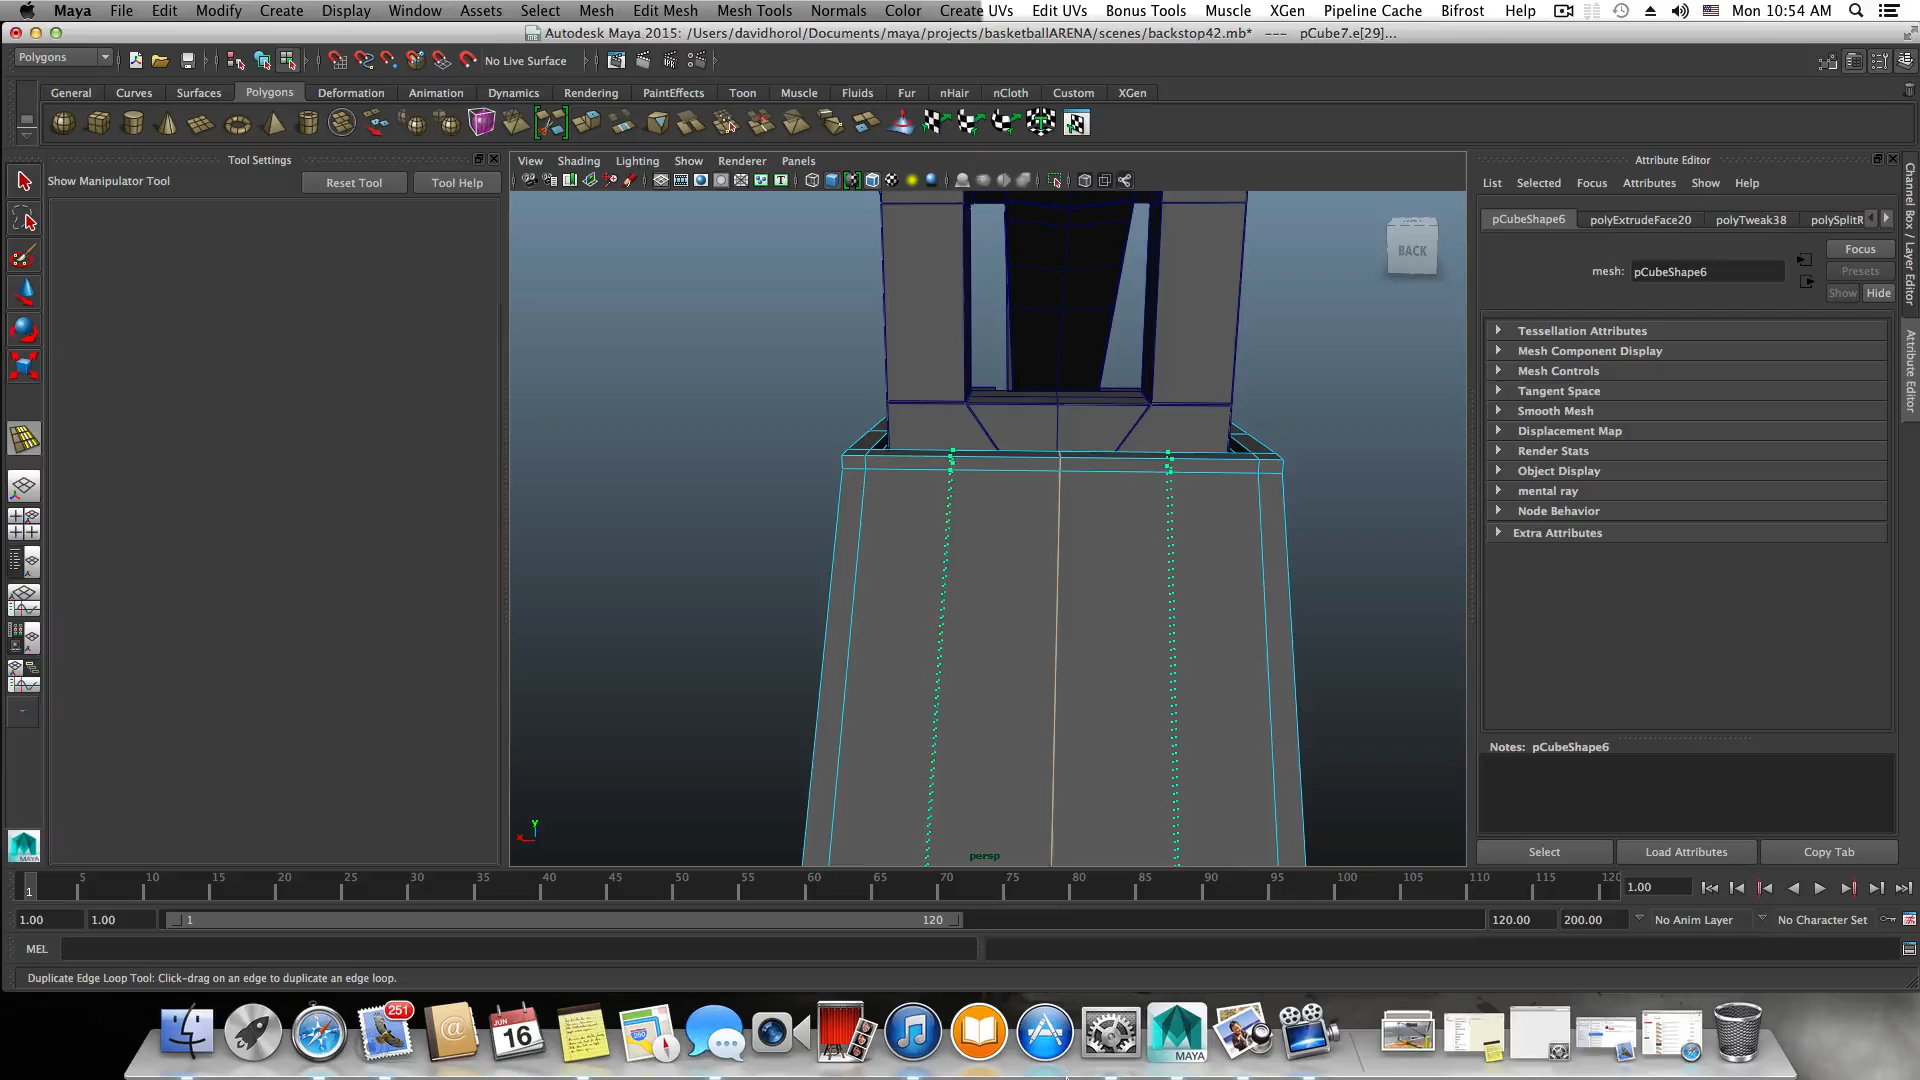 Maya File Edit Modify Create Display Window Assets Select Mesh Edit Mesh Mesh Tools Normals Color Create UVs Edit UVs Bonus Tools Muscle XGen Pipeline Cache Bifrost Help Mon 10:54 AM
Autodesk Maya 2015: /Users/davidhorol/Documents/maya/projects/basketballARENA/scenes/backstop42.mb* --- pCube7.e[29]...
Polygons No Live Surface
General Curves Surfaces Polygons Deformation Animation Dynamics Rendering PaintEffects Toon Muscle Fluids Fur nHair nCloth Custom XGen
Tool Settings
Show Manipulator Tool Reset Tool Tool Help
View Shading Lighting Show Renderer Panels
BACK
y
x
persp
Attribute Editor
List Selected Focus Attributes Show Help
pCubeShape6 polyExtrudeFace20 polyTweak38 polySplitR
Focus
mesh: pCubeShape6 Presets
Show Hide
Tessellation Attributes
Mesh Component Display
Mesh Controls
Tangent Space
Smooth Mesh
Displacement Map
Render Stats
Object Display
mental ray
Node Behavior
Extra Attributes
Notes: pCubeShape6
Select Load Attributes Copy Tab
Channel Box / Layer Editor
Attribute Editor
MAYA
1 5 10 15 20 25 30 35 40 45 50 55 60 65 70 75 80 85 90 95 100 105 110 115 120 1.00
1.00 1.00 1 120 120.00 200.00 No Anim Layer No Character Set
MEL
Duplicate Edge Loop Tool: Click-drag on an edge to duplicate an edge loop.
251
JUN
16
280
MAYA